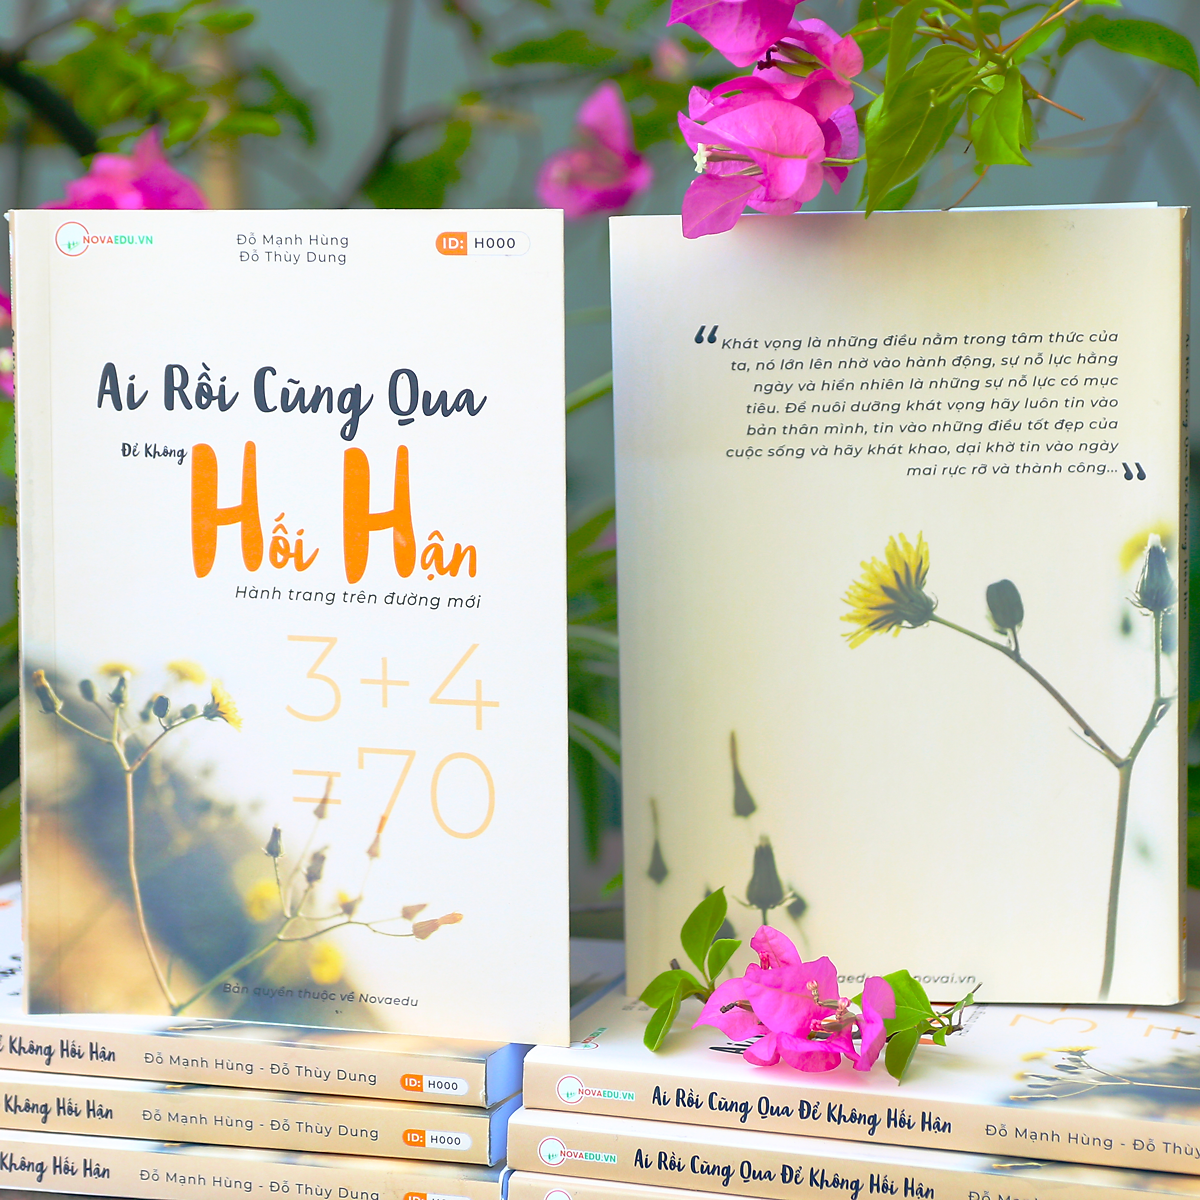 NOVAEDU.VN
Đỗ Mạnh Hùng
Đỗ Thùy Dung
ID: H000
Ai Rồi Cũng Qua
Để Không
Hối Hận
Hành trang trên đường mới
3+4
=70
Bản quyền thuộc về Novaedu
“Khát vọng là những điều nằm trong tâm thức của
ta, nó lớn lên nhờ vào hành động, sự nỗ lực hằng
ngày và hiển nhiên là những sự nỗ lực có mục
tiêu. Để nuôi dưỡng khát vọng hãy luôn tin vào
bản thân mình, tin vào những điều tốt đẹp của
cuộc sống và hãy khát khao, dại khờ tin vào ngày
mai rực rỡ và thành công...”
novai.vn
Không Hối Hận Đỗ Mạnh Hùng - Đỗ Thùy Dung ID: H000
Không Hối Hận Đỗ Mạnh Hùng - Đỗ Thùy Dung ID: H000
Không Hối Hận Đỗ Mạnh Hùng - Đỗ Thùy Dung
NOVAEDU.VN Ai Rồi Cũng Qua Để Không Hối Hận Đỗ Mạnh Hùng - Đỗ Thùy
NOVAEDU.VN Ai Rồi Cũng Qua Để Không Hối Hận Đỗ Mạnh Hùng